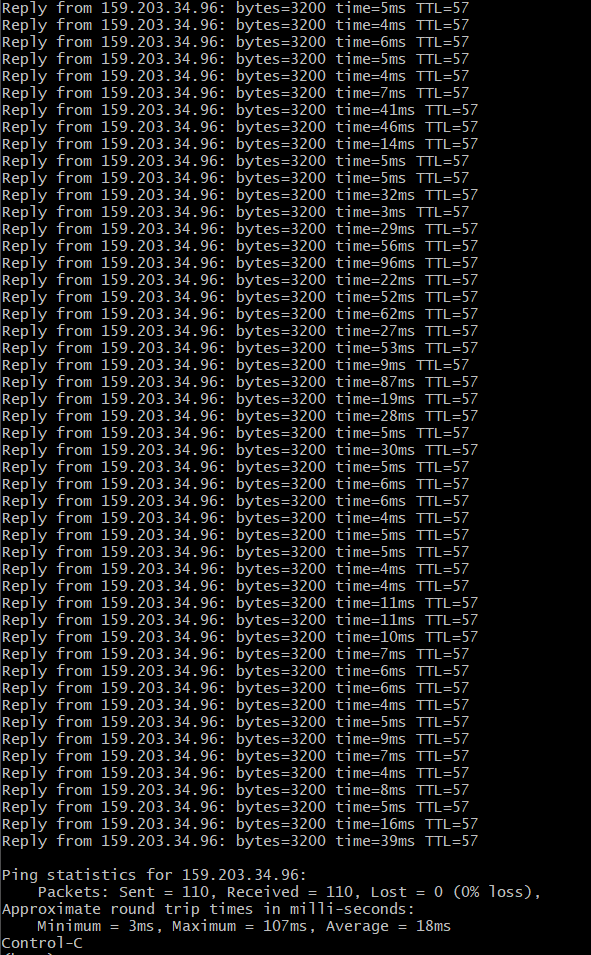 Reply from 159.203.34.96: bytes=3200 time=5ms TTL=57
Reply from 159.203.34.96: bytes=3200 time=4ms TTL=57
Reply from 159.203.34.96: bytes=3200 time=6ms TTL=57
Reply from 159.203.34.96: bytes=3200 time=5ms TTL=57
Reply from 159.203.34.96: bytes=3200 time=4ms TTL=57
Reply from 159.203.34.96: bytes=3200 time=7ms TTL=57
Reply from 159.203.34.96: bytes=3200 time=41ms TTL=57
Reply from 159.203.34.96: bytes=3200 time=46ms TTL=57
Reply from 159.203.34.96: bytes=3200 time=14ms TTL=57
Reply from 159.203.34.96: bytes=3200 time=5ms TTL=57
Reply from 159.203.34.96: bytes=3200 time=5ms TTL=57
Reply from 159.203.34.96: bytes=3200 time=32ms TTL=57
Reply from 159.203.34.96: bytes=3200 time=3ms TTL=57
Reply from 159.203.34.96: bytes=3200 time=29ms TTL=57
Reply from 159.203.34.96: bytes=3200 time=56ms TTL=57
Reply from 159.203.34.96: bytes=3200 time=96ms TTL=57
Reply from 159.203.34.96: bytes=3200 time=22ms TTL=57
Reply from 159.203.34.96: bytes=3200 time=52ms TTL=57
Reply from 159.203.34.96: bytes=3200 time=62ms TTL=57
Reply from 159.203.34.96: bytes=3200 time=27ms TTL=57
Reply from 159.203.34.96: bytes=3200 time=53ms TTL=57
Reply from 159.203.34.96: bytes=3200 time=9ms TTL=57
Reply from 159.203.34.96: bytes=3200 time=87ms TTL=57
Reply from 159.203.34.96: bytes=3200 time=19ms TTL=57
Reply from 159.203.34.96: bytes=3200 time=28ms TTL=57
Reply from 159.203.34.96: bytes=3200 time=5ms TTL=57
Reply from 159.203.34.96: bytes=3200 time=30ms TTL=57
Reply from 159.203.34.96: bytes=3200 time=5ms TTL=57
Reply from 159.203.34.96: bytes=3200 time=6ms TTL=57
Reply from 159.203.34.96: bytes=3200 time=6ms TTL=57
Reply from 159.203.34.96: bytes=3200 time=4ms TTL=57
Reply from 159.203.34.96: bytes=3200 time=5ms TTL=57
Reply from 159.203.34.96: bytes=3200 time=5ms TTL=57
Reply from 159.203.34.96: bytes=3200 time=4ms TTL=57
Reply from 159.203.34.96: bytes=3200 time=4ms TTL=57
Reply from 159.203.34.96: bytes=3200 time=11ms TTL=57
Reply from 159.203.34.96: bytes=3200 time=11ms TTL=57
Reply from 159.203.34.96: bytes=3200 time=10ms TTL=57
Reply from 159.203.34.96: bytes=3200 time=7ms TTL=57
Reply from 159.203.34.96: bytes=3200 time=6ms TTL=57
Reply from 159.203.34.96: bytes=3200 time=6ms TTL=57
Reply from 159.203.34.96: bytes=3200 time=4ms TTL=57
Reply from 159.203.34.96: bytes=3200 time=5ms TTL=57
Reply from 159.203.34.96: bytes=3200 time=9ms TTL=57
Reply from 159.203.34.96: bytes=3200 time=7ms TTL=57
Reply from 159.203.34.96: bytes=3200 time=4ms TTL=57
Reply from 159.203.34.96: bytes=3200 time=8ms TTL=57
Reply from 159.203.34.96: bytes=3200 time=5ms TTL=57
Reply from 159.203.34.96: bytes=3200 time=16ms TTL=57
Reply from 159.203.34.96: bytes=3200 time=39ms TTL=57
Ping statistics for 159.203.34.96:
Packets: Sent = 110, Received = 110, Lost = 0 (0% loss),
Approximate round trip times in milli-seconds:
Minimum = 3ms, Maximum = 107ms, Average = 18ms
Control-C